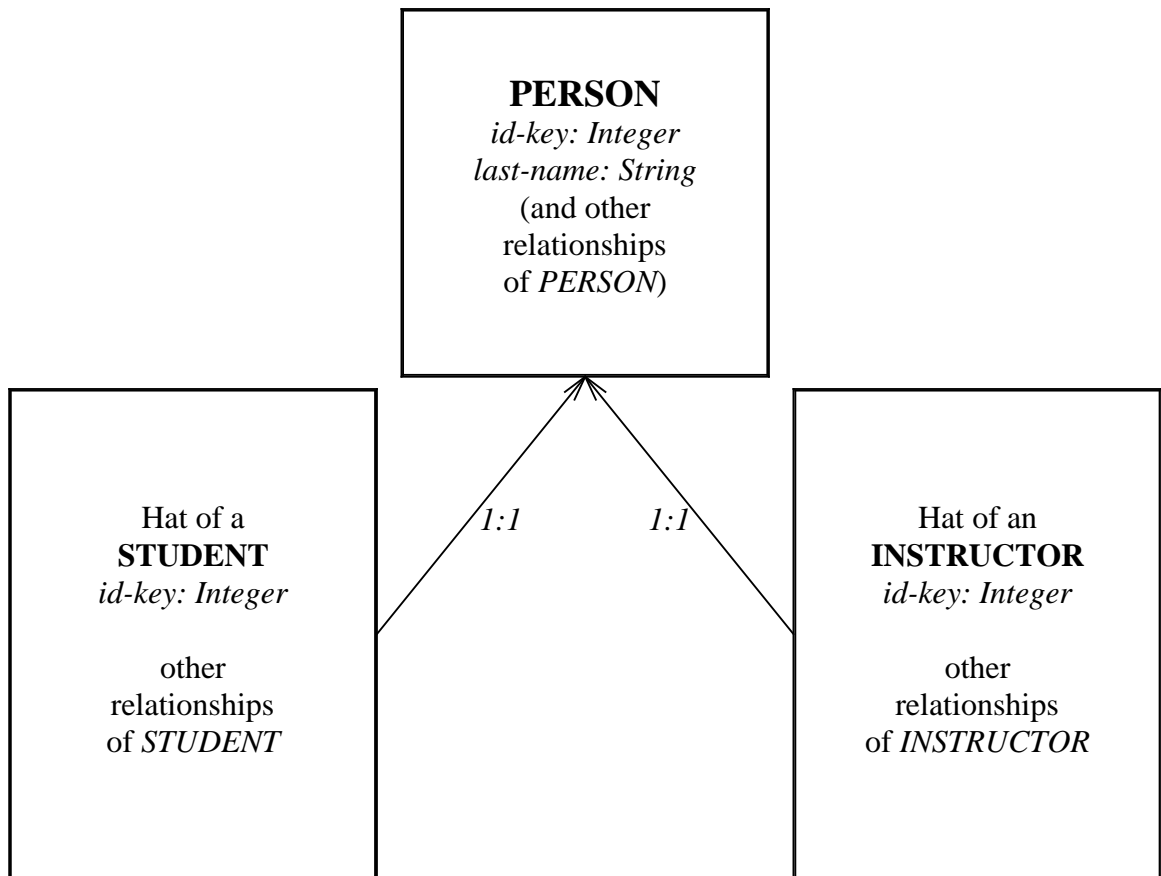 PERSON
id-key: Integer
last-name: String
(and other
relationships
of PERSON)
Hat of a
STUDENT
id-key: Integer
other
relationships
of STUDENT
1:1
1:1
Hat of an
INSTRUCTOR
id-key: Integer
other
relationships
of INSTRUCTOR